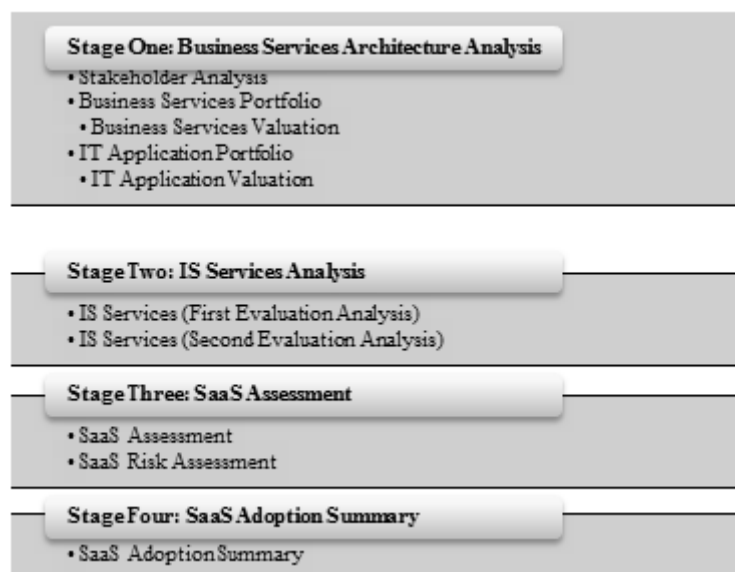 Stage One: Business Services Architecture Analysis
• Stakeholder Analysis
• Business Services Portfolio
• Business Services Valuation
• IT Application Portfolio
• IT Application Valuation
Stage Two: IS Services Analysis
• IS Services (First Evaluation Analysis)
• IS Services (Second Evaluation Analysis)
Stage Three: SaaS Assessment
• SaaS Assessment
• SaaS Risk Assessment
Stage Four: SaaS Adoption Summary
• SaaS Adoption Summary